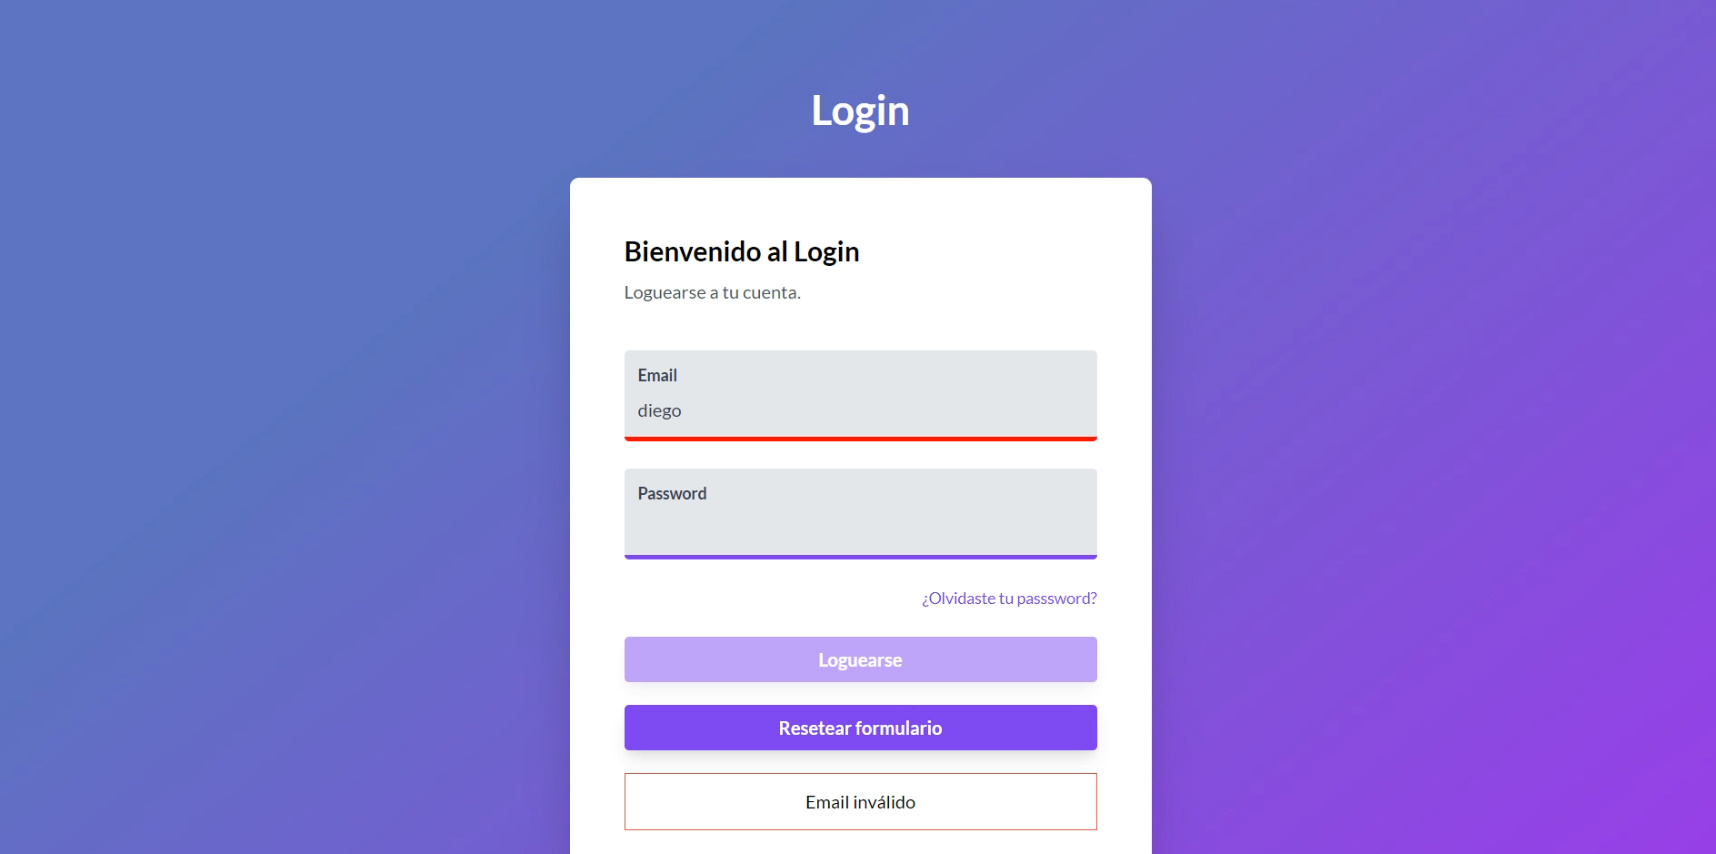 Login
Bienvenido al Login
Loguearse a tu cuenta.
Email
diego
Password
¿Olvidaste tu passsword?
Loguearse
Resetear formulario
Email inválido